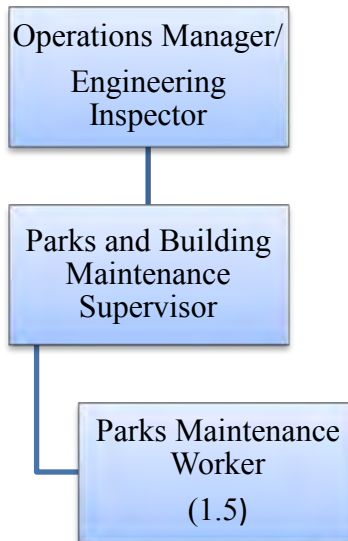 Operations Manager/
Engineering
Inspector
Parks and Building
Maintenance
Supervisor
Parks Maintenance
Worker
(1.5)